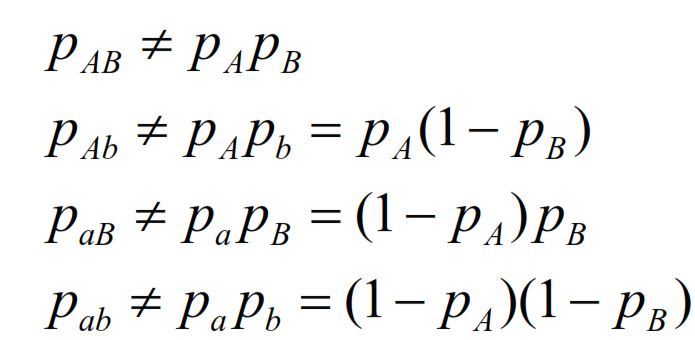 p_{AB} ≠ p_A p_B
p_{Ab} ≠ p_A p_b = p_A(1 − p_B)
p_{aB} ≠ p_a p_B = (1 − p_A)p_B
p_{ab} ≠ p_a p_b = (1 − p_A)(1 − p_B)